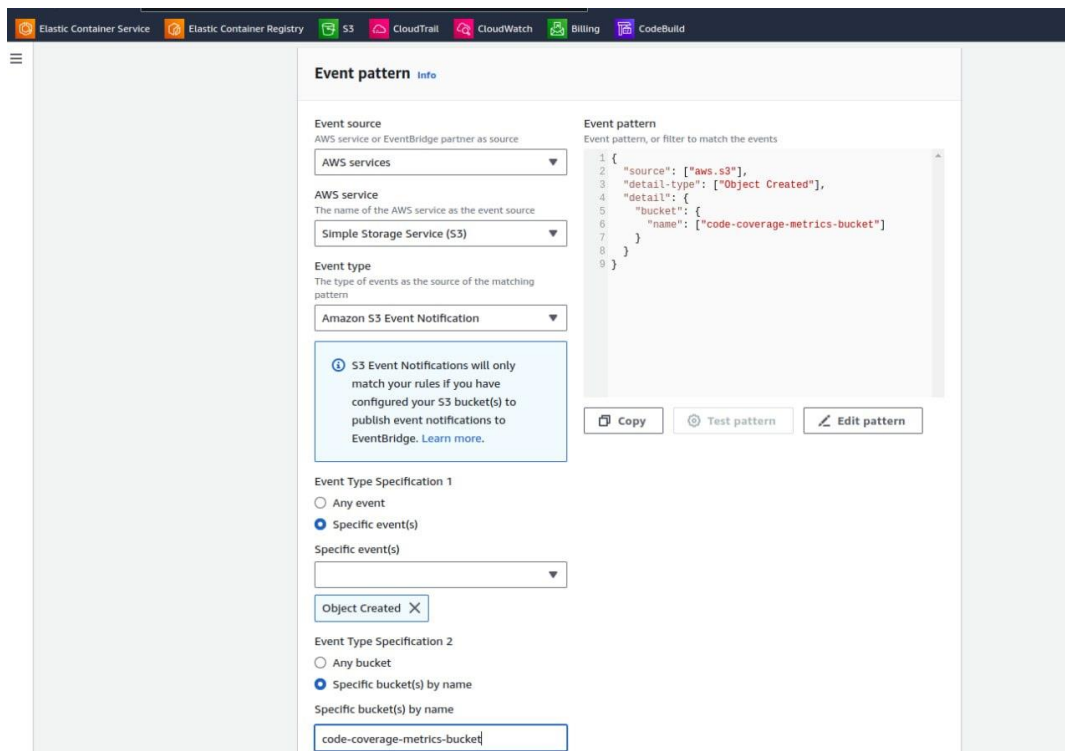 Elastic Container Service Elastic Container Registry S3 CloudTrail CloudWatch Billing CodeBuild
Event pattern Info
Event source
AWS service or EventBridge partner as source
AWS services
AWS service
The name of the AWS service as the event source
Simple Storage Service (S3)
Event type
The type of events as the source of the matching
pattern
Amazon S3 Event Notification
S3 Event Notifications will only
match your rules if you have
configured your S3 bucket(s) to
publish event notifications to
EventBridge. Learn more.
Event Type Specification 1
Any event
Specific event(s)
Specific event(s)
Object Created
Event Type Specification 2
Any bucket
Specific bucket(s) by name
Specific bucket(s) by name
code-coverage-metrics-bucket
Event pattern
Event pattern, or filter to match the events
1 {
2 "source": ["aws.s3"],
3 "detail-type": ["Object Created"],
4 "detail": {
5 "bucket": {
6 "name": ["code-coverage-metrics-bucket"]
7 }
8 }
9 }
Copy Test pattern Edit pattern